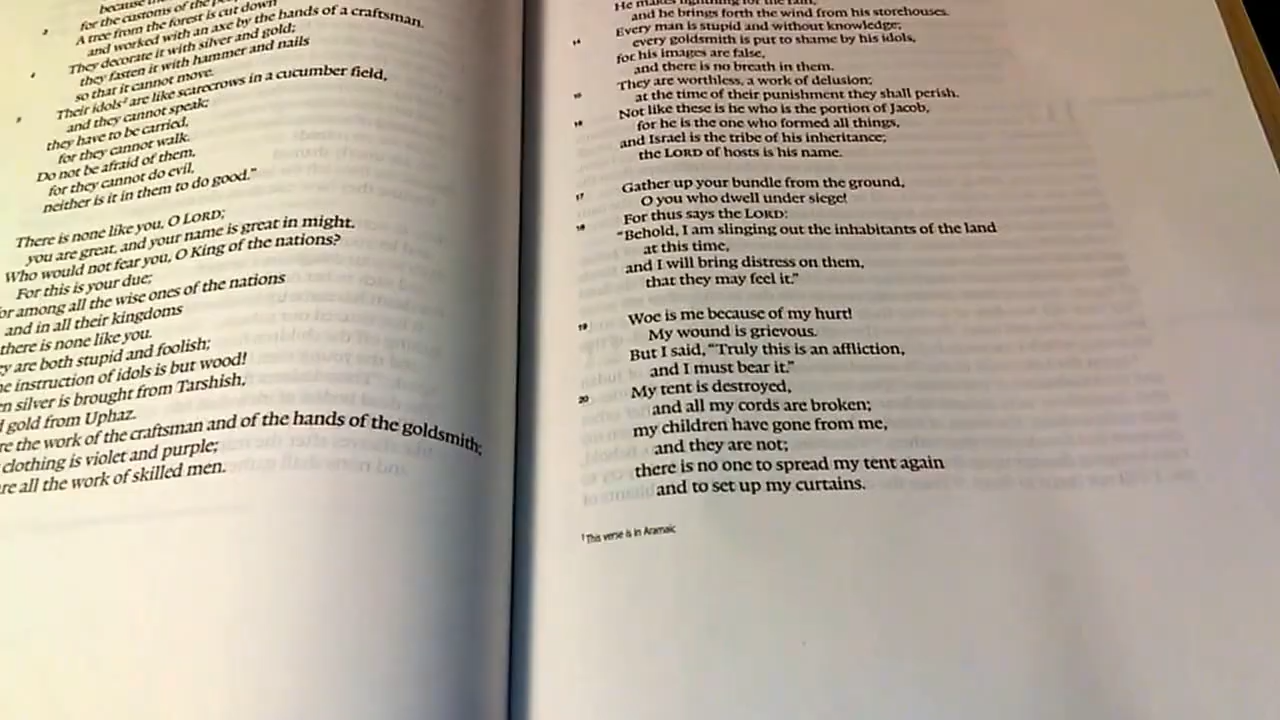 because the
for the customs of the
3 A tree from the forest is cut down
and worked with an axe by the hands of a craftsman.
4 They decorate it with silver and gold;
they fasten it with hammer and nails
so that it cannot move.
5 Their idols² are like scarecrows in a cucumber field,
and they cannot speak;
they have to be carried,
for they cannot walk.
Do not be afraid of them,
for they cannot do evil,
neither is it in them to do good."
There is none like you, O LORD;
you are great, and your name is great in might.
Who would not fear you, O King of the nations?
For this is your due;
for among all the wise ones of the nations
and in all their kingdoms
there is none like you.
are both stupid and foolish;
instruction of idols is but wood!
silver is brought from Tarshish,
gold from Uphaz.
the work of the craftsman and of the hands of the goldsmith;
clothing is violet and purple;
all the work of skilled men.
He makes lightning for the rain,
and he brings forth the wind from his storehouses.
14 Every man is stupid and without knowledge;
every goldsmith is put to shame by his idols,
for his images are false,
and there is no breath in them.
15 They are worthless, a work of delusion;
at the time of their punishment they shall perish.
16 Not like these is he who is the portion of Jacob,
for he is the one who formed all things,
and Israel is the tribe of his inheritance;
the LORD of hosts is his name.
17 Gather up your bundle from the ground,
O you who dwell under siege!
18 For thus says the LORD:
"Behold, I am slinging out the inhabitants of the land
at this time,
and I will bring distress on them,
that they may feel it."
19 Woe is me because of my hurt!
My wound is grievous.
But I said, "Truly this is an affliction,
and I must bear it."
20 My tent is destroyed,
and all my cords are broken;
my children have gone from me,
and they are not;
there is no one to spread my tent again
and to set up my curtains.
¹ This verse is in Aramaic